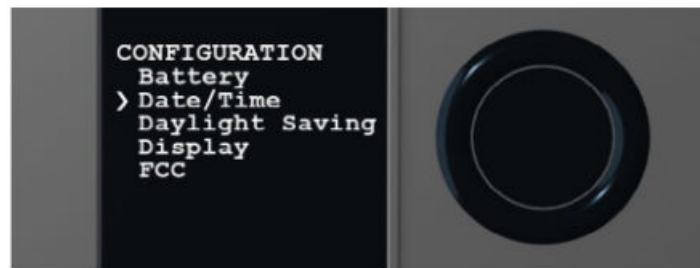 CONFIGURATION
Battery
❯ Date/Time
Daylight Saving
Display
FCC